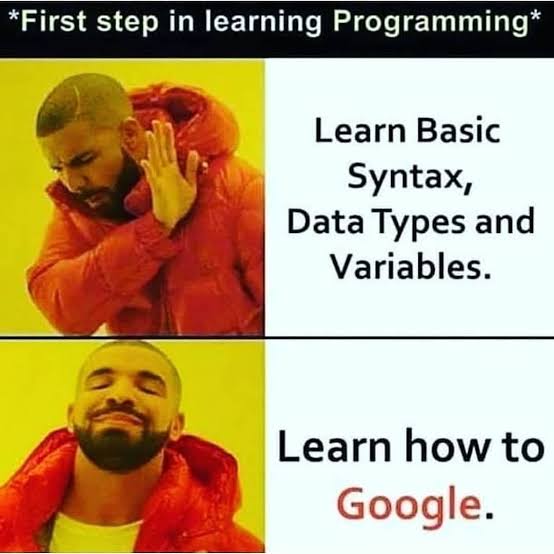 *First step in learning Programming*
Learn Basic
Syntax,
Data Types and
Variables.
Learn how to
Google.